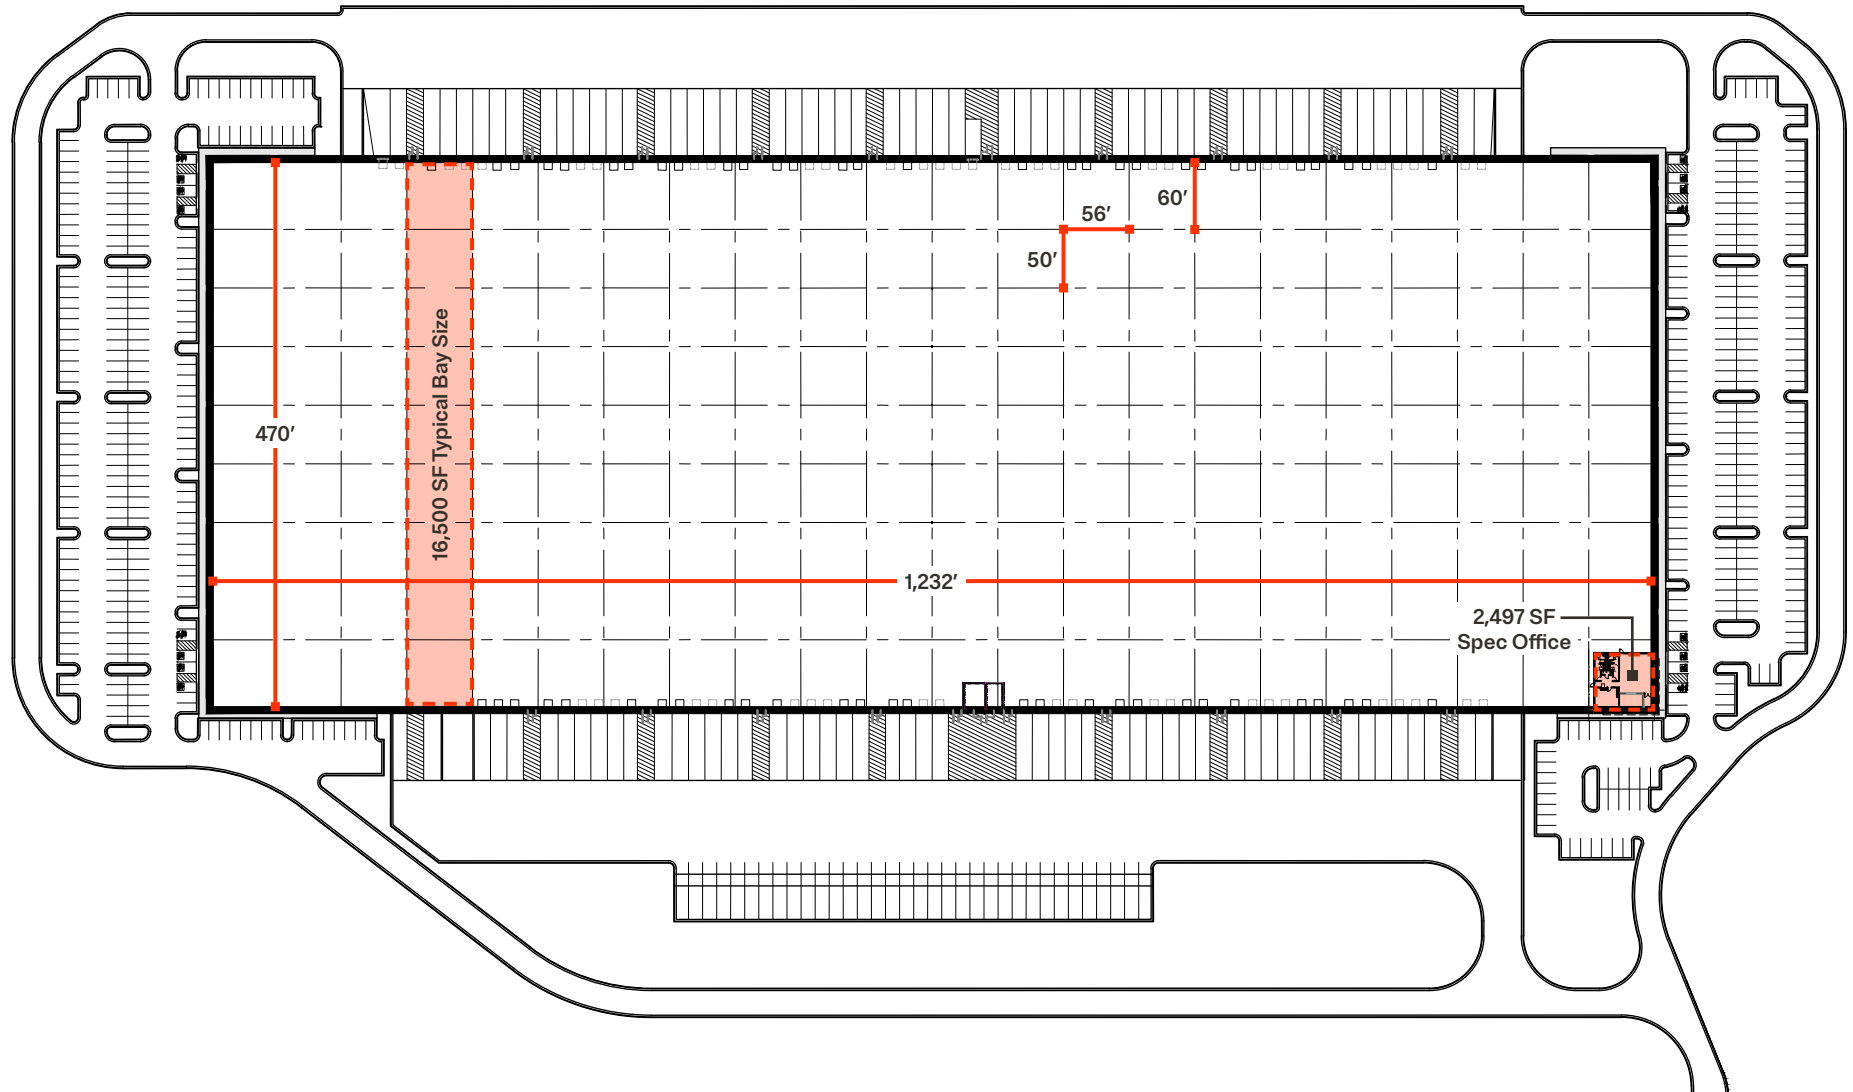 60′
56′
50′
16,500 SF Typical Bay Size
470′
1,232′
2,497 SF
Spec Office